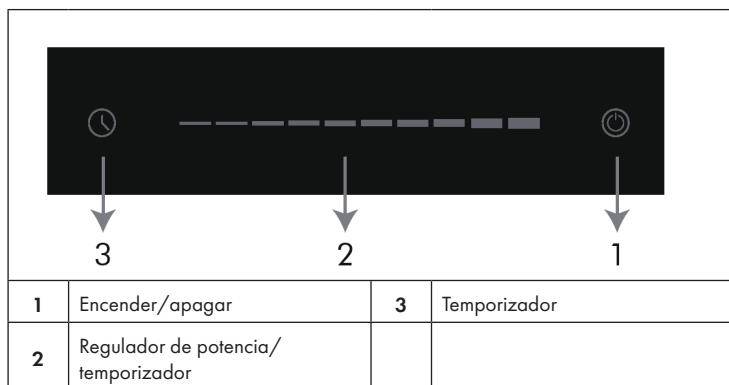 3
2
1
1 Encender/apagar 3 Temporizador
2 Regulador de potencia/
temporizador